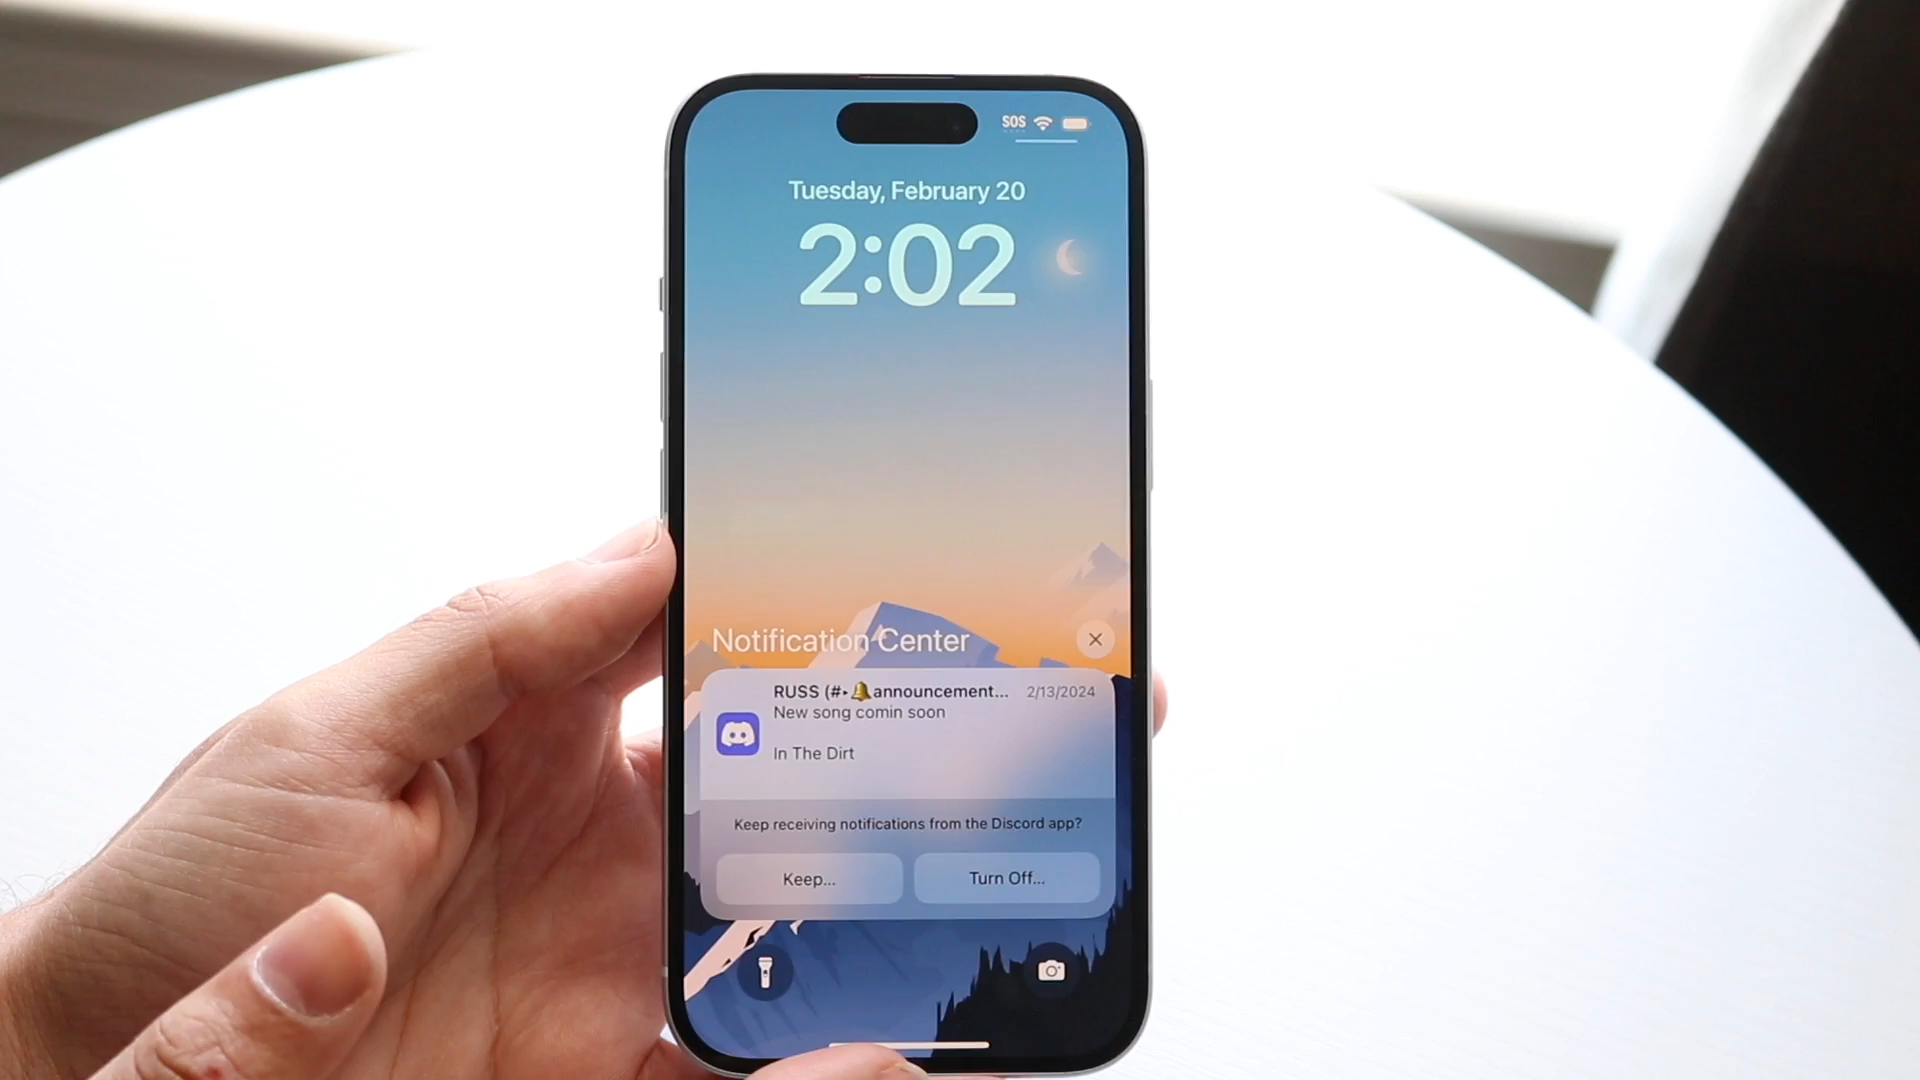 SOS
Tuesday, February 20
2:02
Notification Center
RUSS (#▸🔔announcement... 2/13/2024
New song comin soon
In The Dirt
Keep receiving notifications from the Discord app?
Keep... Turn Off...